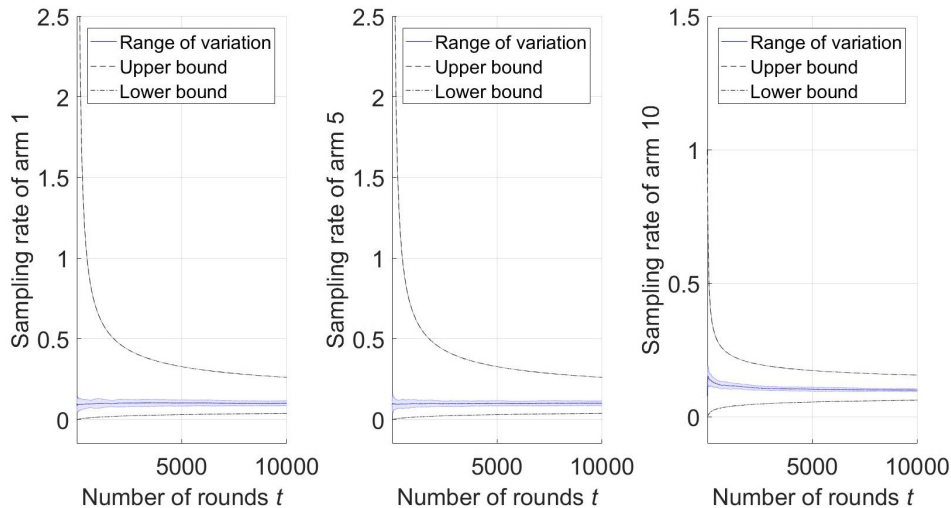 2.5
2
1.5
1
0.5
0
Sampling rate of arm 1
Range of variation
Upper bound
Lower bound
5000 10000
Number of rounds t
2.5
2
1.5
1
0.5
0
Sampling rate of arm 5
Range of variation
Upper bound
Lower bound
5000 10000
Number of rounds t
1.5
1
0.5
0
Sampling rate of arm 10
Range of variation
Upper bound
Lower bound
5000 10000
Number of rounds t